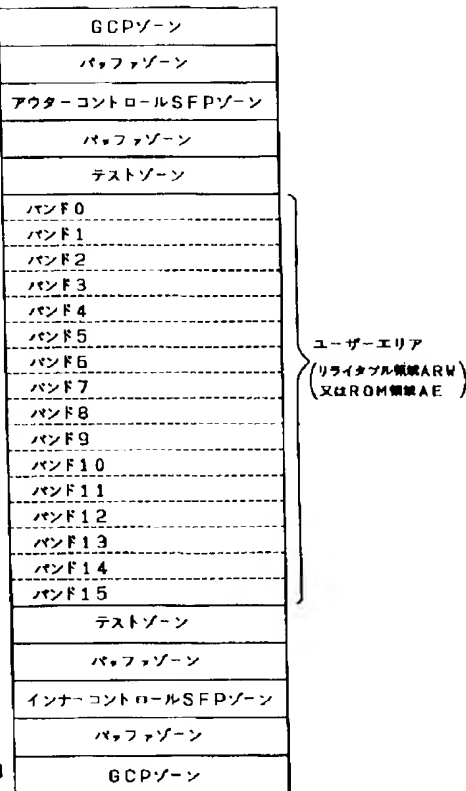 GCPゾーン
バッファゾーン
アウターコントロールSFPゾーン
バッファゾーン
テストゾーン
バンド0
バンド1
バンド2
バンド3
バンド4
バンド5
バンド6
バンド7
バンド8
バンド9
バンド10
バンド11
バンド12
バンド13
バンド14
バンド15
ユーザーエリア
(リライタブル領域ARW
又はROM領域AE)
テストゾーン
バッファゾーン
インナーコントロールSFPゾーン
バッファゾーン
GCPゾーン